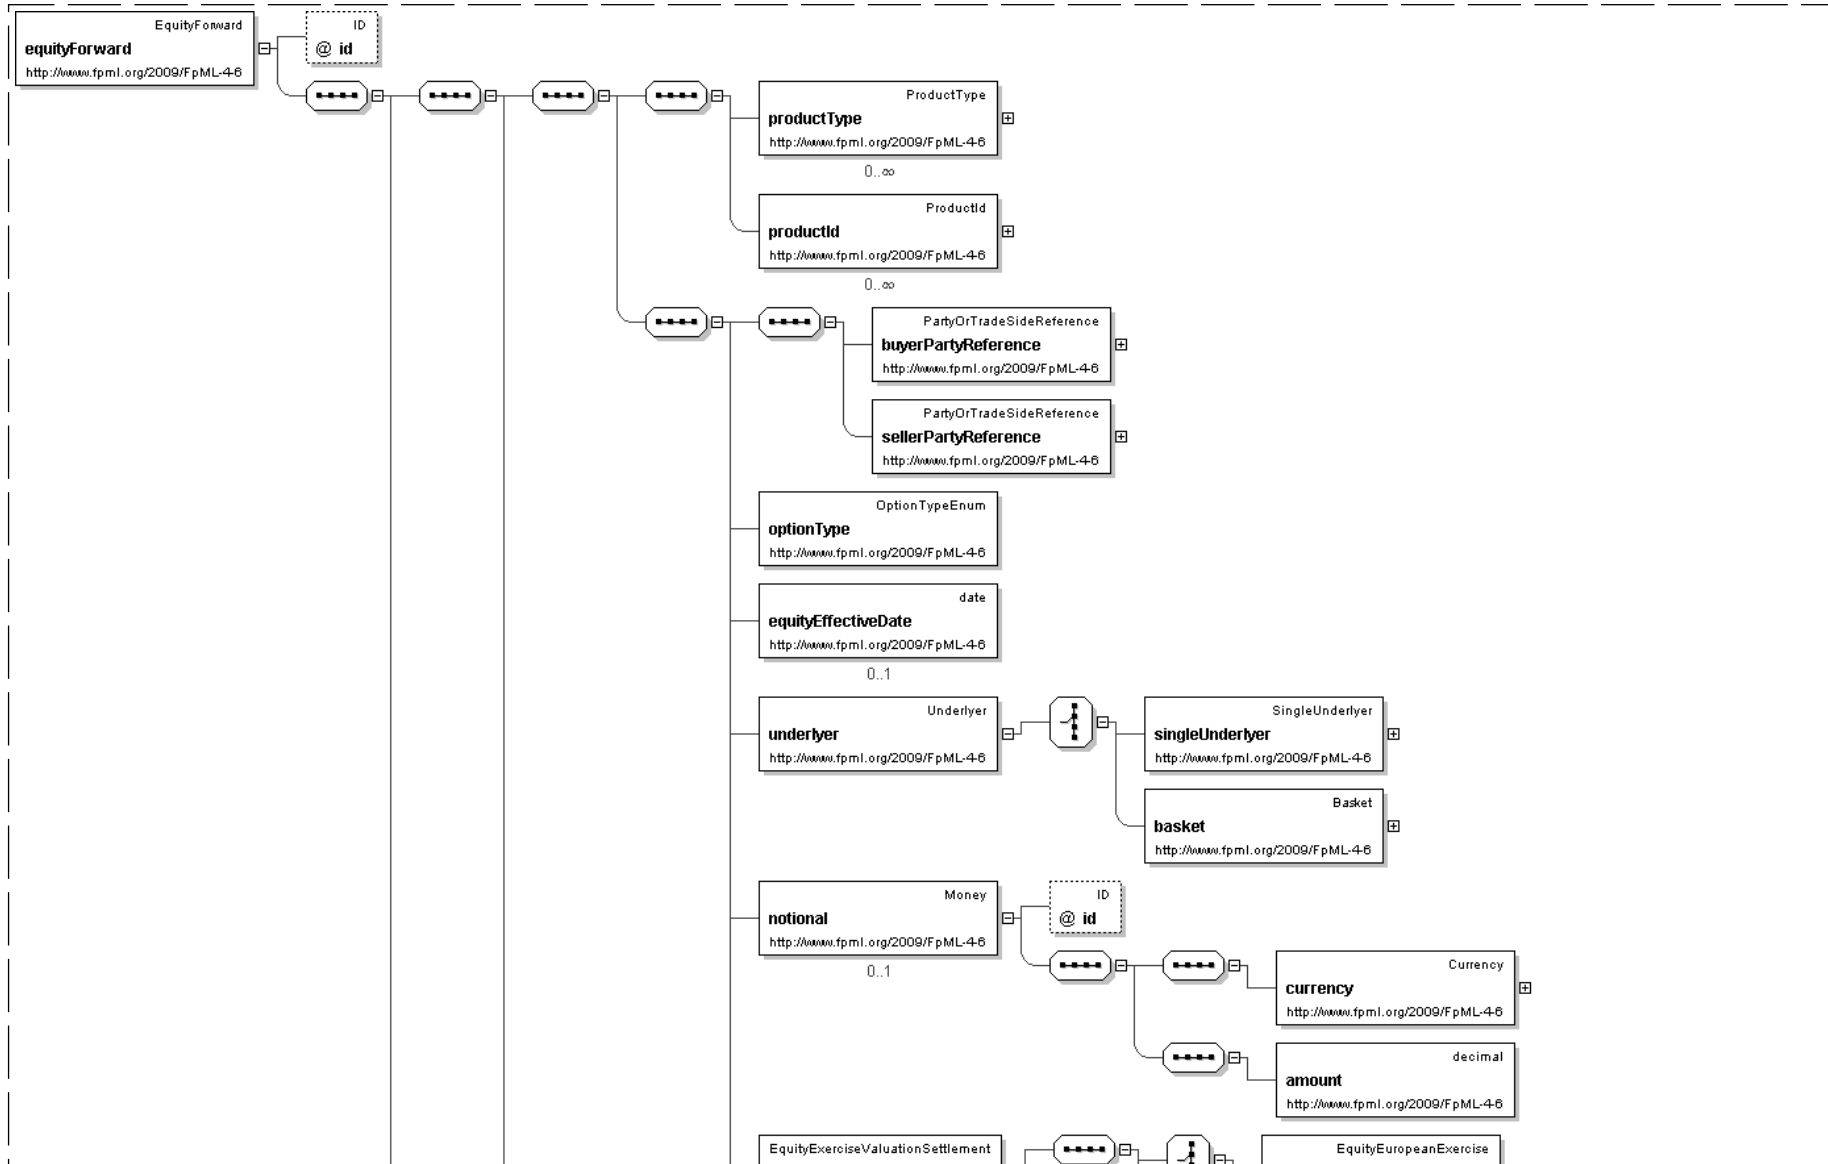 EquityForward
equityForward
http://www.fpml.org/2009/FpML-4-6
ID
@ id
ProductType
productType
http://www.fpml.org/2009/FpML-4-6
0..∞
ProductId
productId
http://www.fpml.org/2009/FpML-4-6
0..∞
PartyOrTradeSideReference
buyerPartyReference
http://www.fpml.org/2009/FpML-4-6
PartyOrTradeSideReference
sellerPartyReference
http://www.fpml.org/2009/FpML-4-6
OptionTypeEnum
optionType
http://www.fpml.org/2009/FpML-4-6
date
equityEffectiveDate
http://www.fpml.org/2009/FpML-4-6
0..1
Underlyer
underlyer
http://www.fpml.org/2009/FpML-4-6
SingleUnderlyer
singleUnderlyer
http://www.fpml.org/2009/FpML-4-6
Basket
basket
http://www.fpml.org/2009/FpML-4-6
Money
notional
http://www.fpml.org/2009/FpML-4-6
0..1
ID
@ id
Currency
currency
http://www.fpml.org/2009/FpML-4-6
decimal
amount
http://www.fpml.org/2009/FpML-4-6
EquityExerciseValuationSettlement
EquityEuropeanExercise